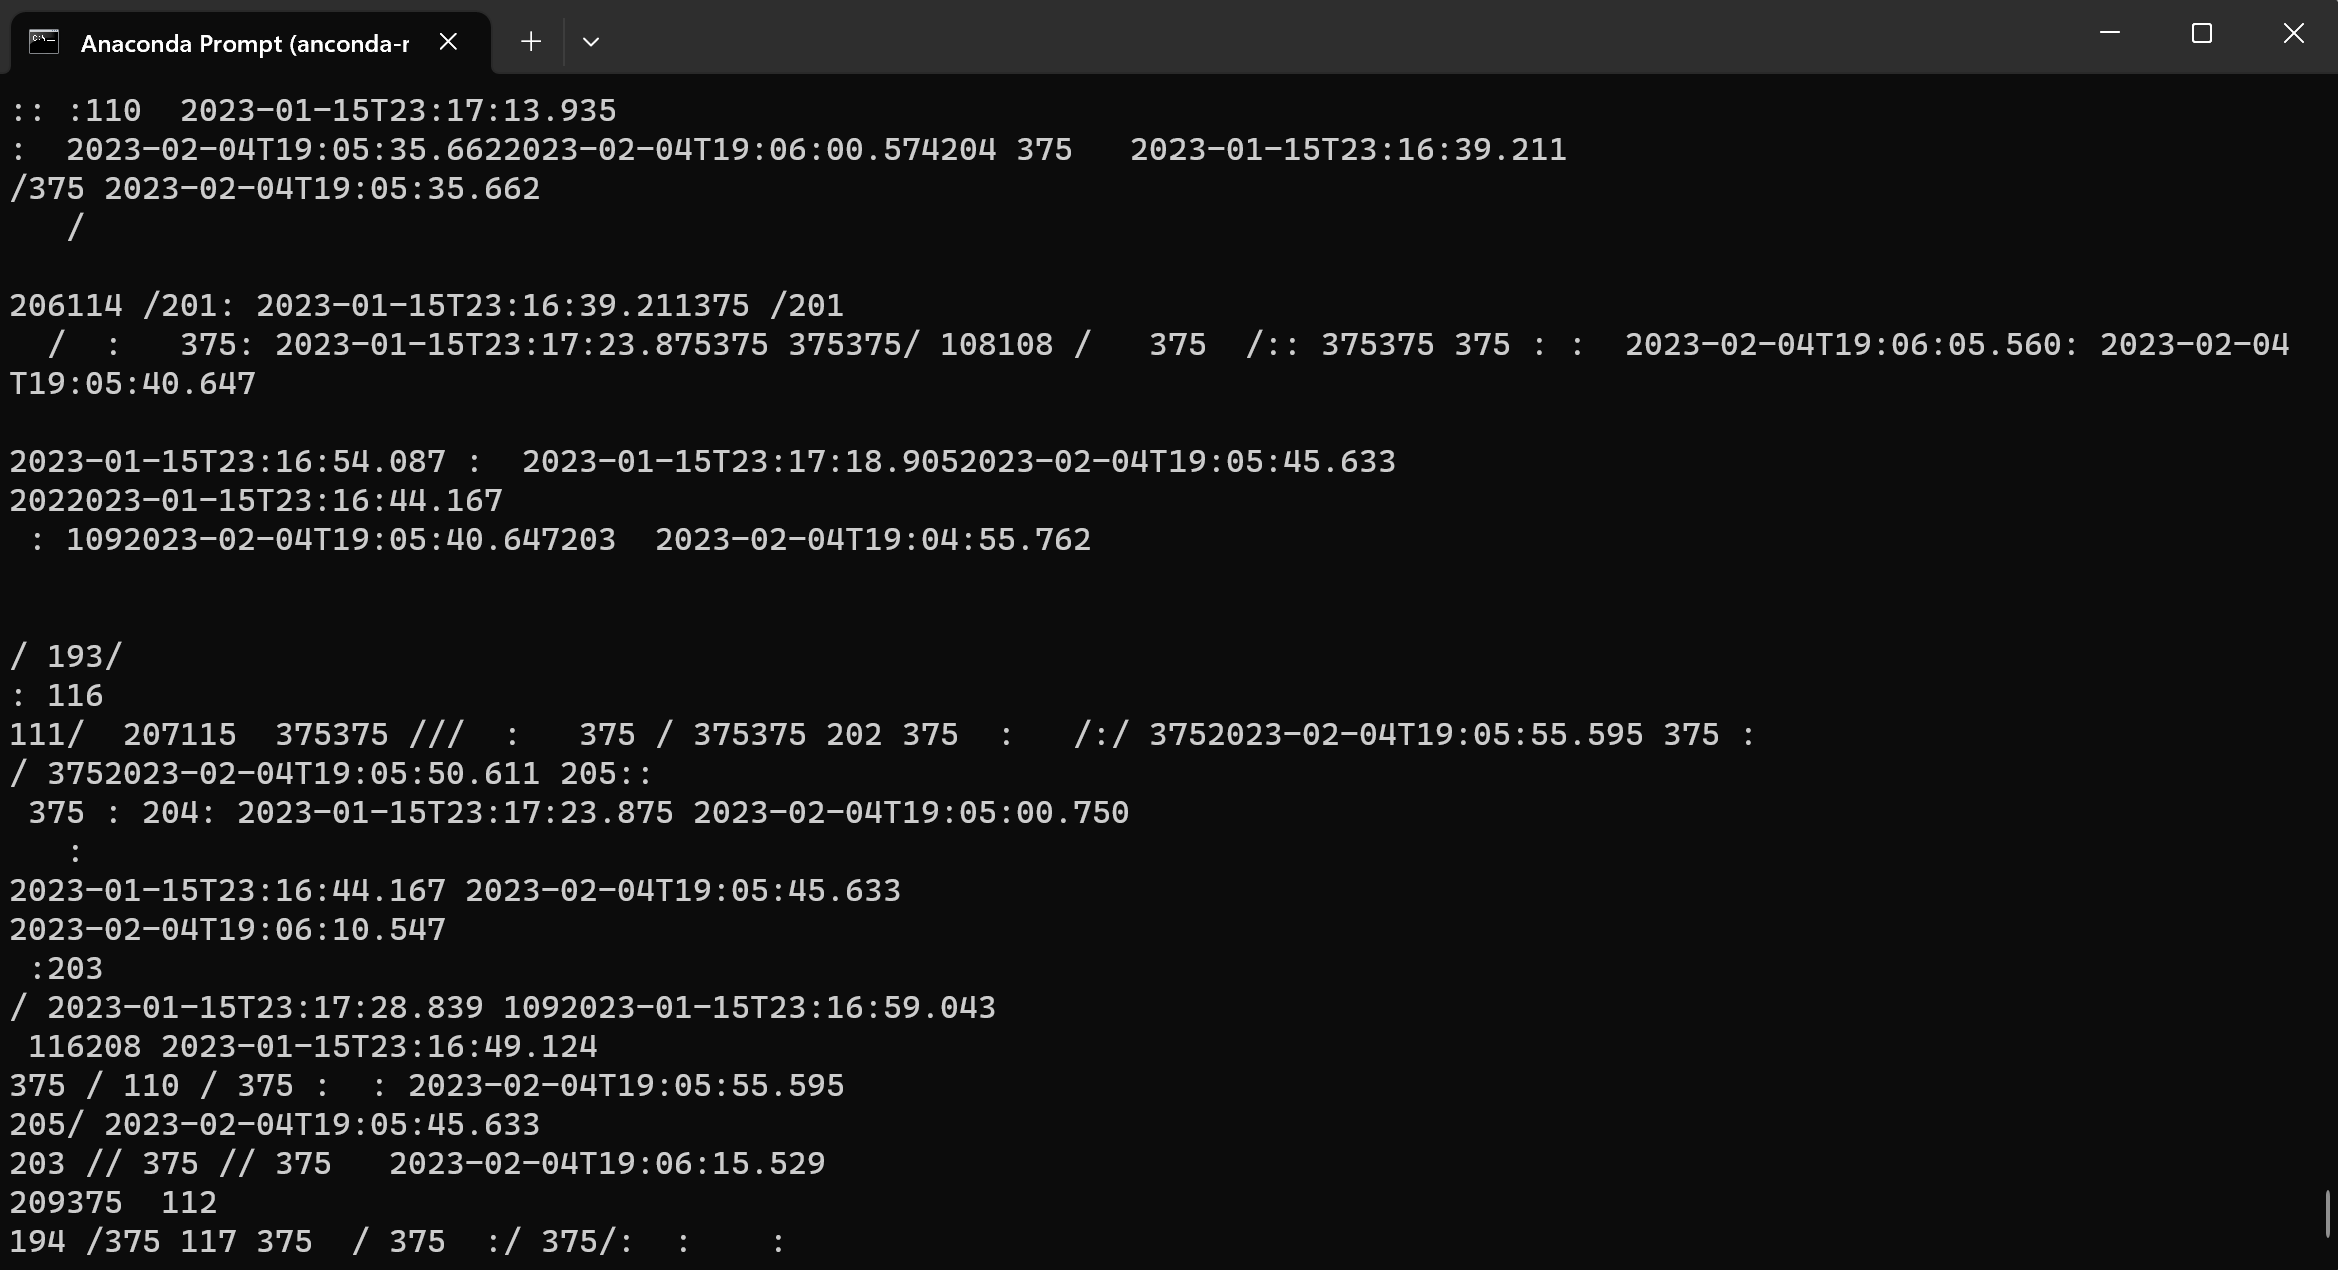 Anaconda Prompt (anconda-r
:: :110  2023-01-15T23:17:13.935
:  2023-02-04T19:05:35.6622023-02-04T19:06:00.574204 375   2023-01-15T23:16:39.211
/375 2023-02-04T19:05:35.662
   /
206114 /201: 2023-01-15T23:16:39.211375 /201
  /  :   375: 2023-01-15T23:17:23.875375 375375/ 108108 /   375  /:: 375375 375 : :  2023-02-04T19:06:05.560: 2023-02-04
T19:05:40.647
2023-01-15T23:16:54.087 :  2023-01-15T23:17:18.9052023-02-04T19:05:45.633
2022023-01-15T23:16:44.167
 : 1092023-02-04T19:05:40.647203  2023-02-04T19:04:55.762
/ 193/
: 116
111/  207115  375375 ///  :   375 / 375375 202 375  :   /:/ 3752023-02-04T19:05:55.595 375 :
/ 3752023-02-04T19:05:50.611 205::
 375 : 204: 2023-01-15T23:17:23.875 2023-02-04T19:05:00.750
   :
2023-01-15T23:16:44.167 2023-02-04T19:05:45.633
2023-02-04T19:06:10.547
 :203
/ 2023-01-15T23:17:28.839 1092023-01-15T23:16:59.043
 116208 2023-01-15T23:16:49.124
375 / 110 / 375 :  : 2023-02-04T19:05:55.595
205/ 2023-02-04T19:05:45.633
203 // 375 // 375   2023-02-04T19:06:15.529
209375  112
194 /375 117 375  / 375  :/ 375/:  :    :